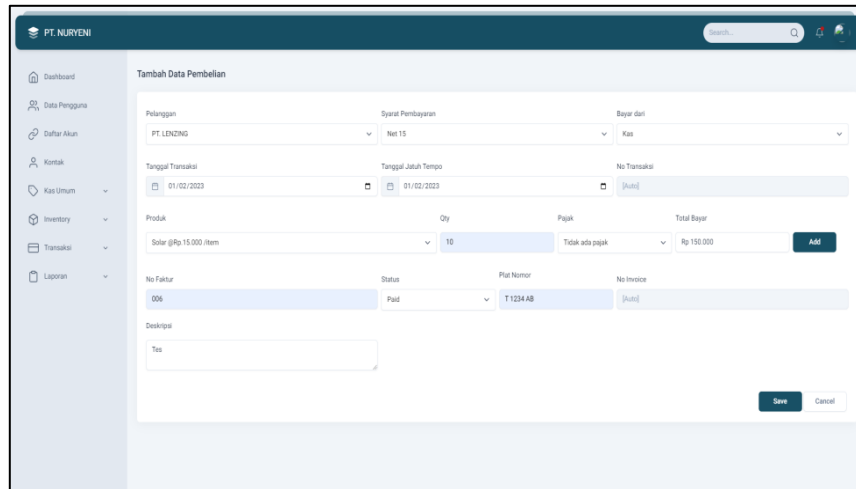 PT. NURYENI
Search...
Dashboard
Data Pengguna
Daftar Akun
Kontak
Kas Umum
Inventory
Transaksi
Laporan
Tambah Data Pembelian
Pelanggan Syarat Pembayaran Bayar dari
PT. LENZING Net 15 Kas
Tanggal Transaksi Tanggal Jatuh Tempo No Transaksi
01/02/2023 01/02/2023 [Auto]
Produk Qty Pajak Total Bayar
Solar @Rp 15.000 /item 10 Tidak ada pajak Rp 150.000 Add
No Faktur Status Plat Nomor No Invoice
006 Paid T 1234 AB [Auto]
Deskripsi
Tes
Save Cancel